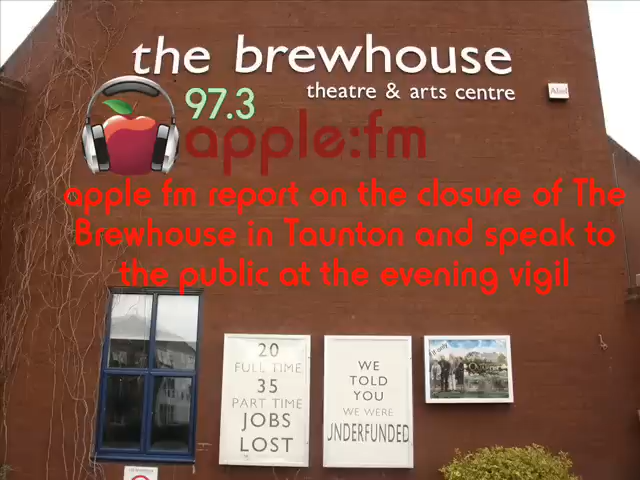 the brewhouse
theatre & arts centre
97.3
apple:fm
apple fm report on the closure of The
Brewhouse in Taunton and speak to
the public at the evening vigil
20
FULL TIME
35
PART TIME
JOBS
LOST
WE
TOLD
YOU
WE WERE
UNDERFUNDED
If only